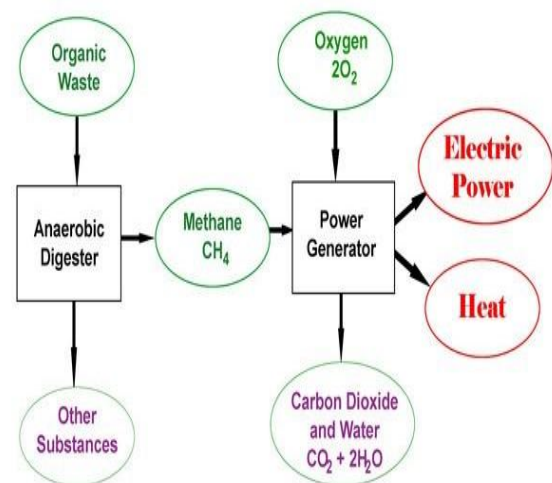 Organic
Waste
Oxygen
2O₂
Electric
Power
Anaerobic
Digester
Methane
CH₄
Power
Generator
Heat
Other
Substances
Carbon Dioxide
and Water
CO₂ + 2H₂O